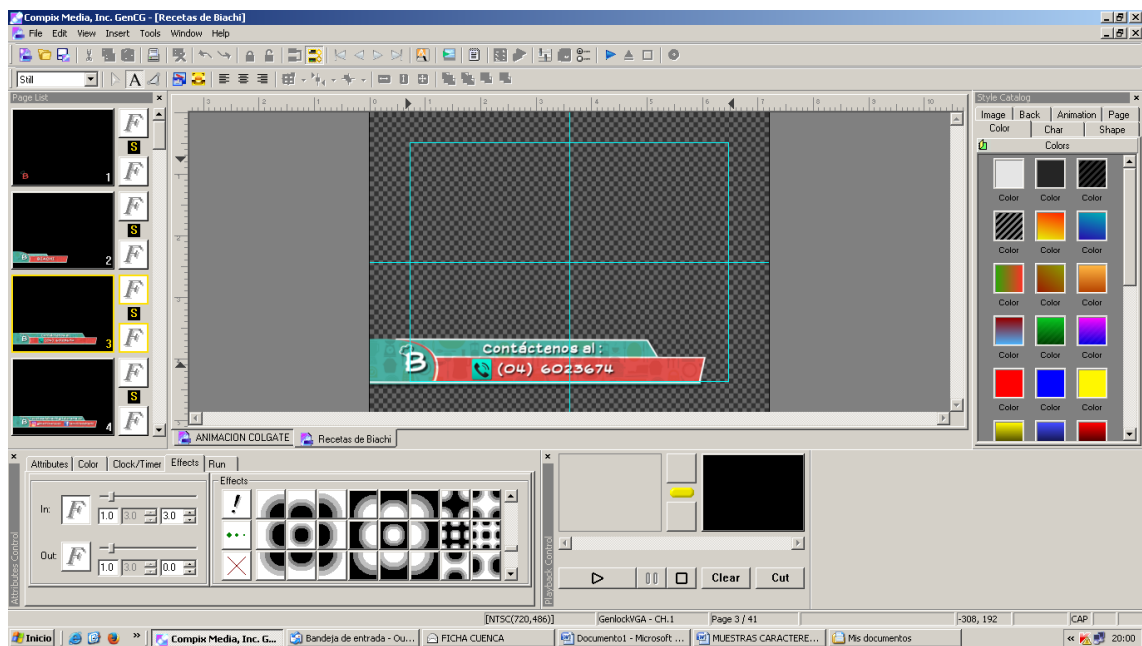 Compix Media, Inc. GenCG - [Recetas de Biachi]
File Edit View Insert Tools Window Help
Still
A
Page List
Style Catalog
Image Back Animation Page
Color Char Shape
Colors
F
S
B
1
F
Color Color Color
F
S
2
F
Color Color Color
F
S
3
F
Color Color Color
Contáctenos al :
B
(04) 6023674
Color Color Color
F
S
4
F
Color Color Color
ANIMACION COLGATE Recetas de Biachi
Attributes Color Clock/Timer Effects Run
Effects
In: F 1.0 3.0 3.0
Out: F 1.0 3.0 0.0
Attributes Control
Playback Control
Clear Cut
[NTSC(720,486)] GenlockVGA - CH.1 Page 3 / 41 -308, 192 CAP
Inicio Compix Media, Inc. G... Bandeja de entrada - Ou... FICHA CUENCA Documento1 - Microsoft ... MUESTRAS CARACTERE... Mis documentos 20:00